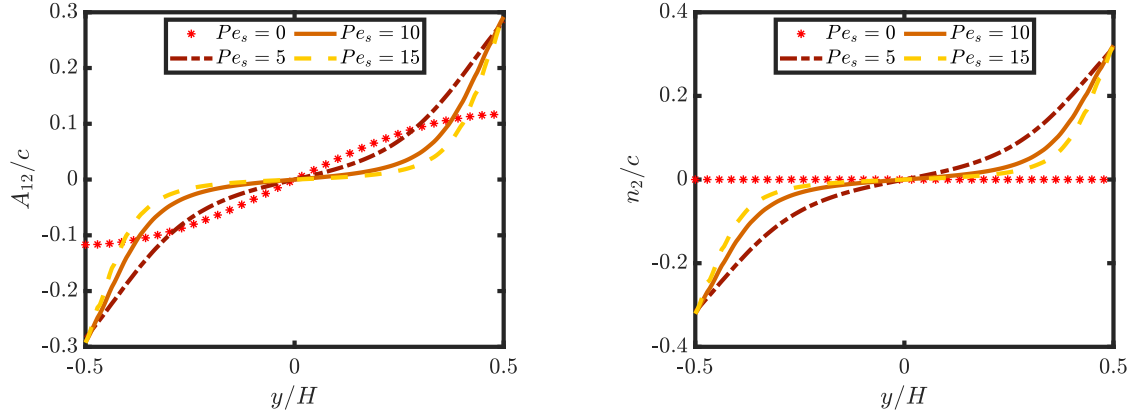 Pe_s = 0 Pe_s = 10
Pe_s = 5 Pe_s = 15
0.3
0.2
0.1
0
-0.1
-0.2
-0.3
A_12/c
-0.5 0 0.5
y/H
Pe_s = 0 Pe_s = 10
Pe_s = 5 Pe_s = 15
0.4
0.2
0
-0.2
-0.4
n_2/c
-0.5 0 0.5
y/H